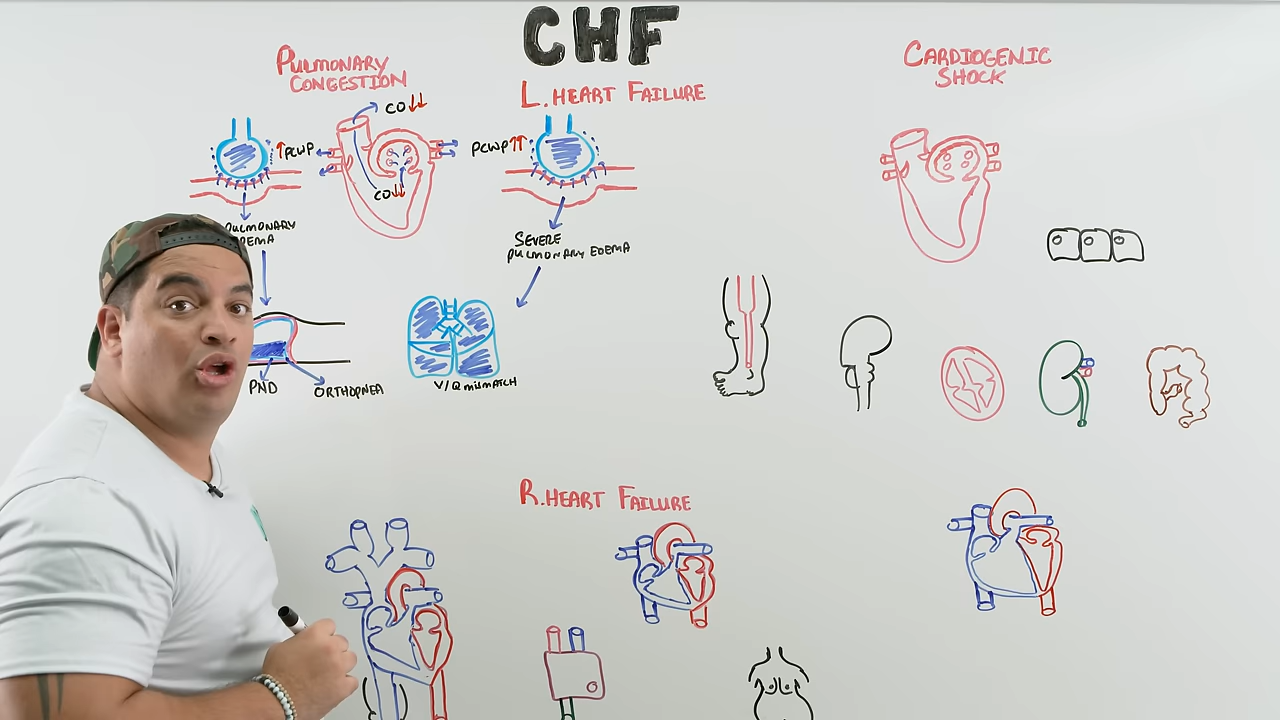 CHF
PULMONARY
CONGESTION
CO↓↓
L. HEART FAILURE
CARDIOGENIC
SHOCK
↑PCWP
PCWP↑↑
CO↓↓
PULMONARY
EDEMA
SEVERE
PULMONARY EDEMA
PND
ORTHOPNEA
V/Q mismatch
R. HEART FAILURE